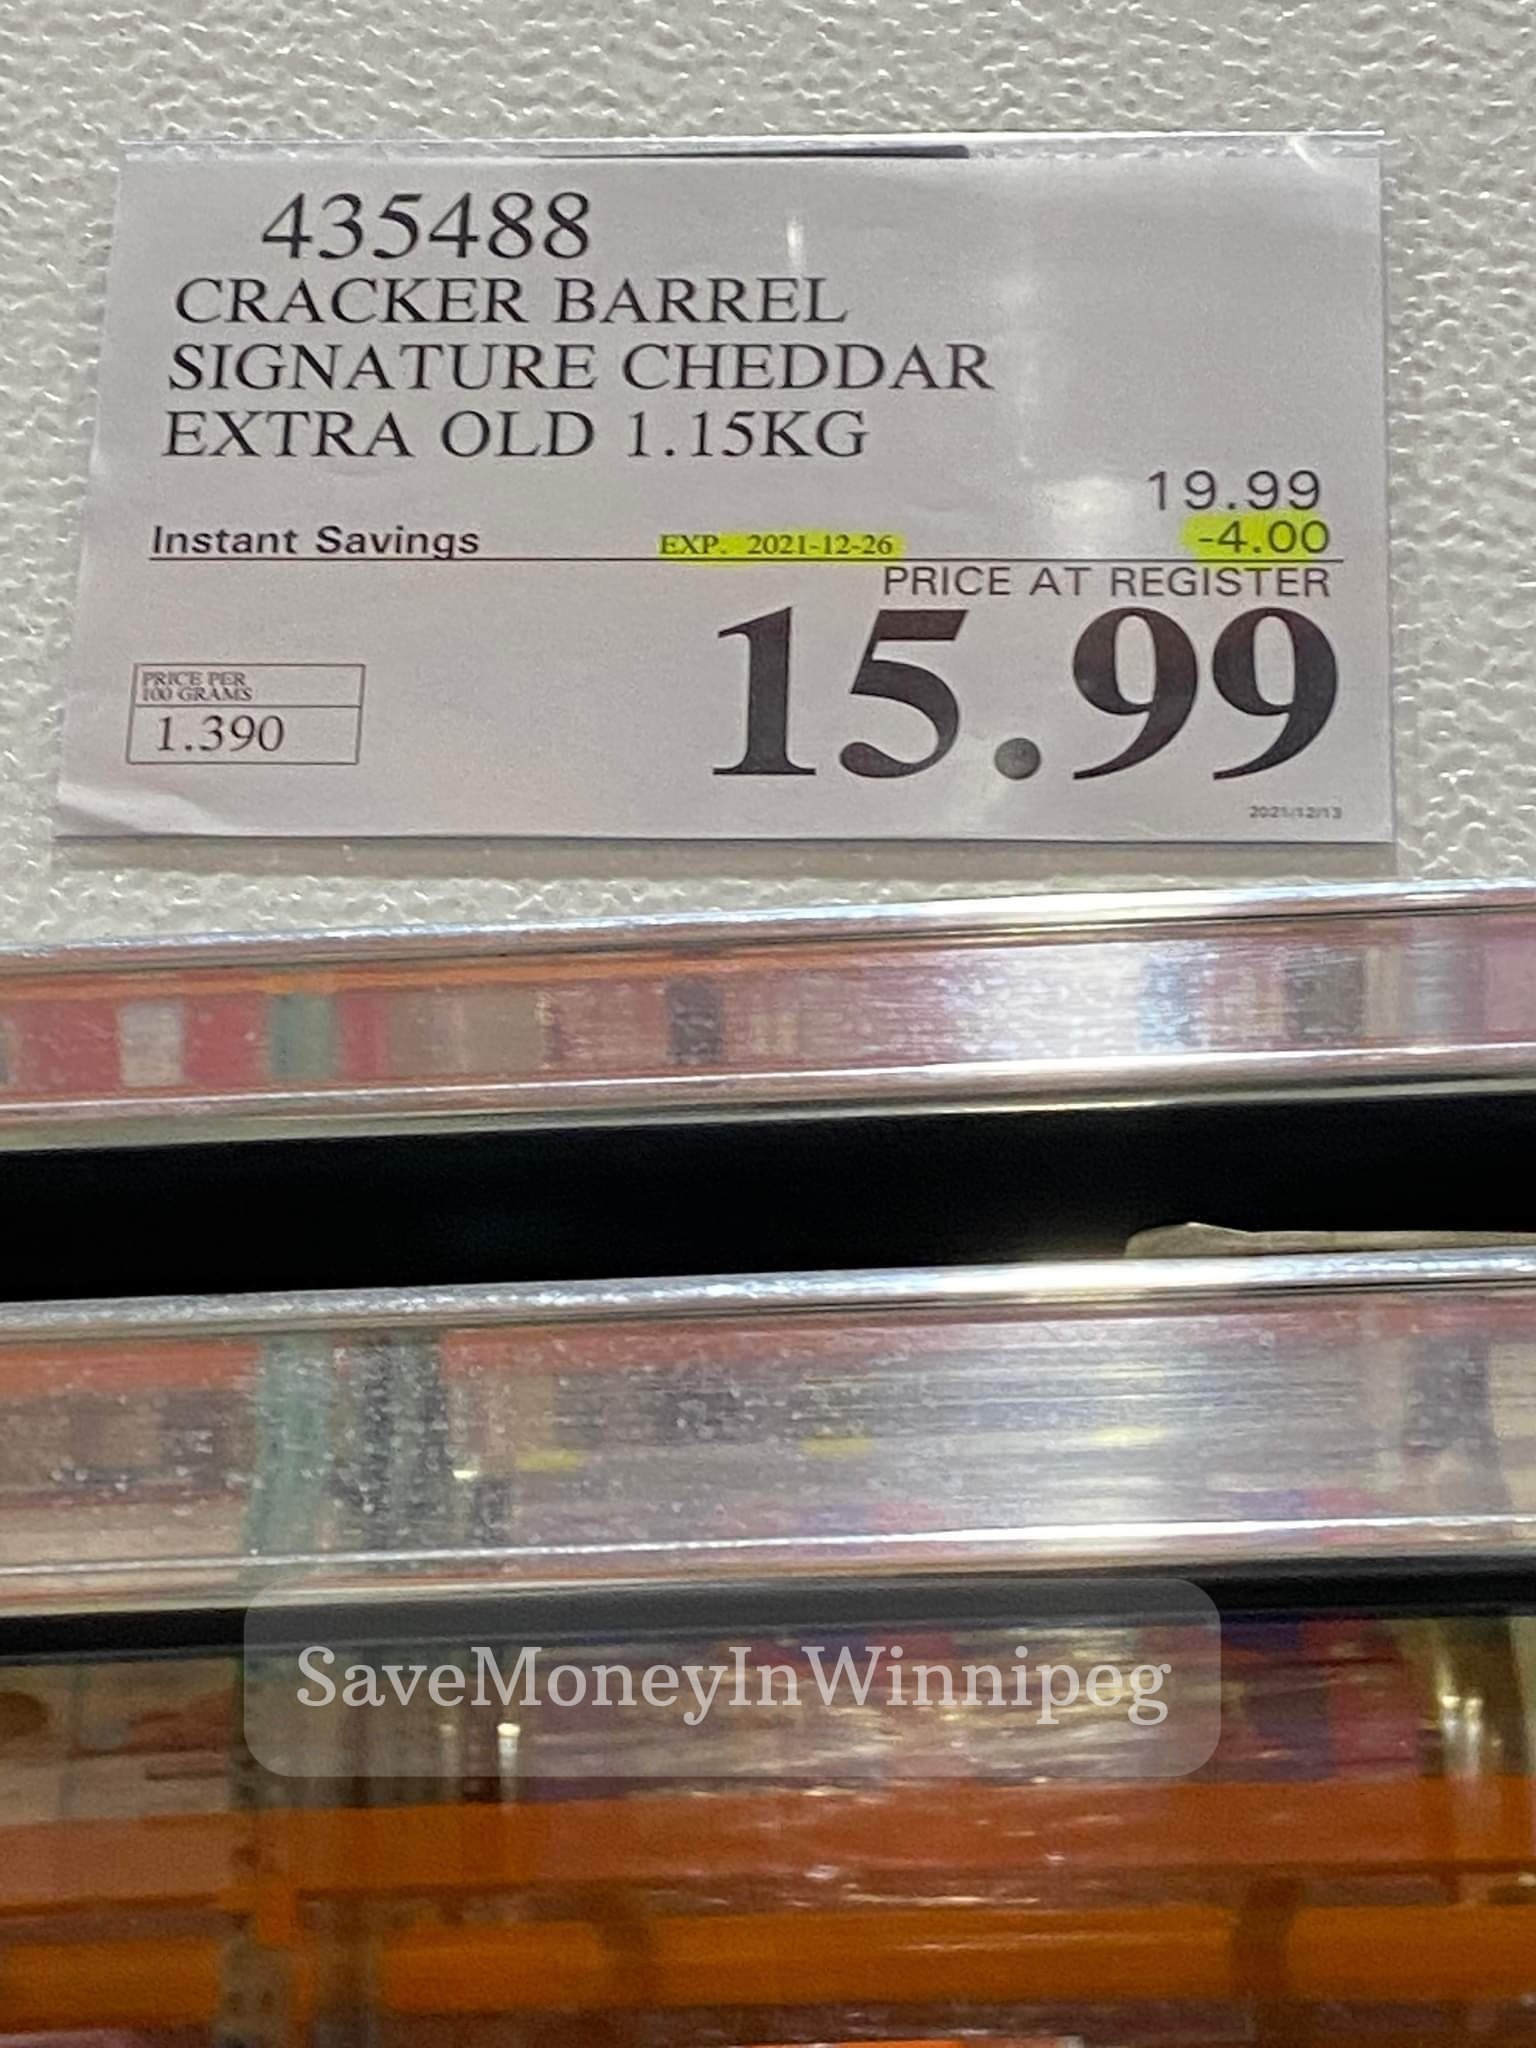 435488
CRACKER BARREL
SIGNATURE CHEDDAR
EXTRA OLD 1.15KG
19.99
Instant Savings EXP. 2021-12-26 -4.00
PRICE AT REGISTER
15.99
PRICE PER
100 GRAMS
1.390
2021/12/13
SaveMoneyInWinnipeg